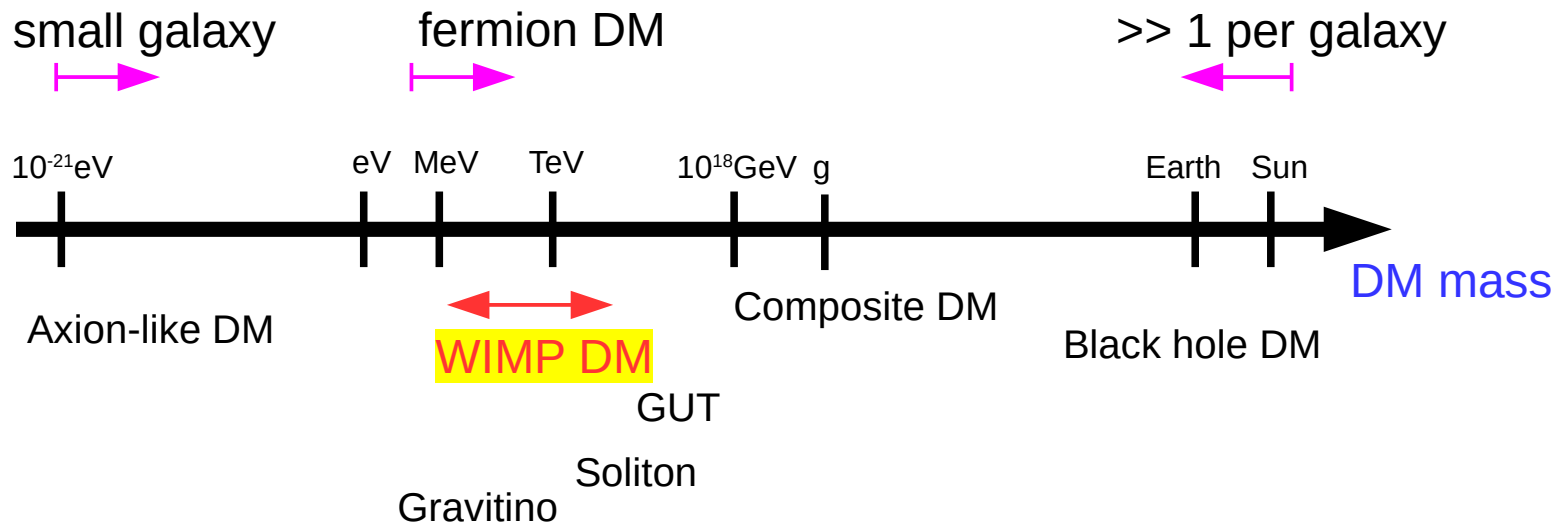 small galaxy
fermion DM
>> 1 per galaxy
10⁻²¹eV
eV
MeV
TeV
10¹⁸GeV
g
Earth
Sun
DM mass
Axion-like DM
Composite DM
Black hole DM
WIMP DM
GUT
Soliton
Gravitino